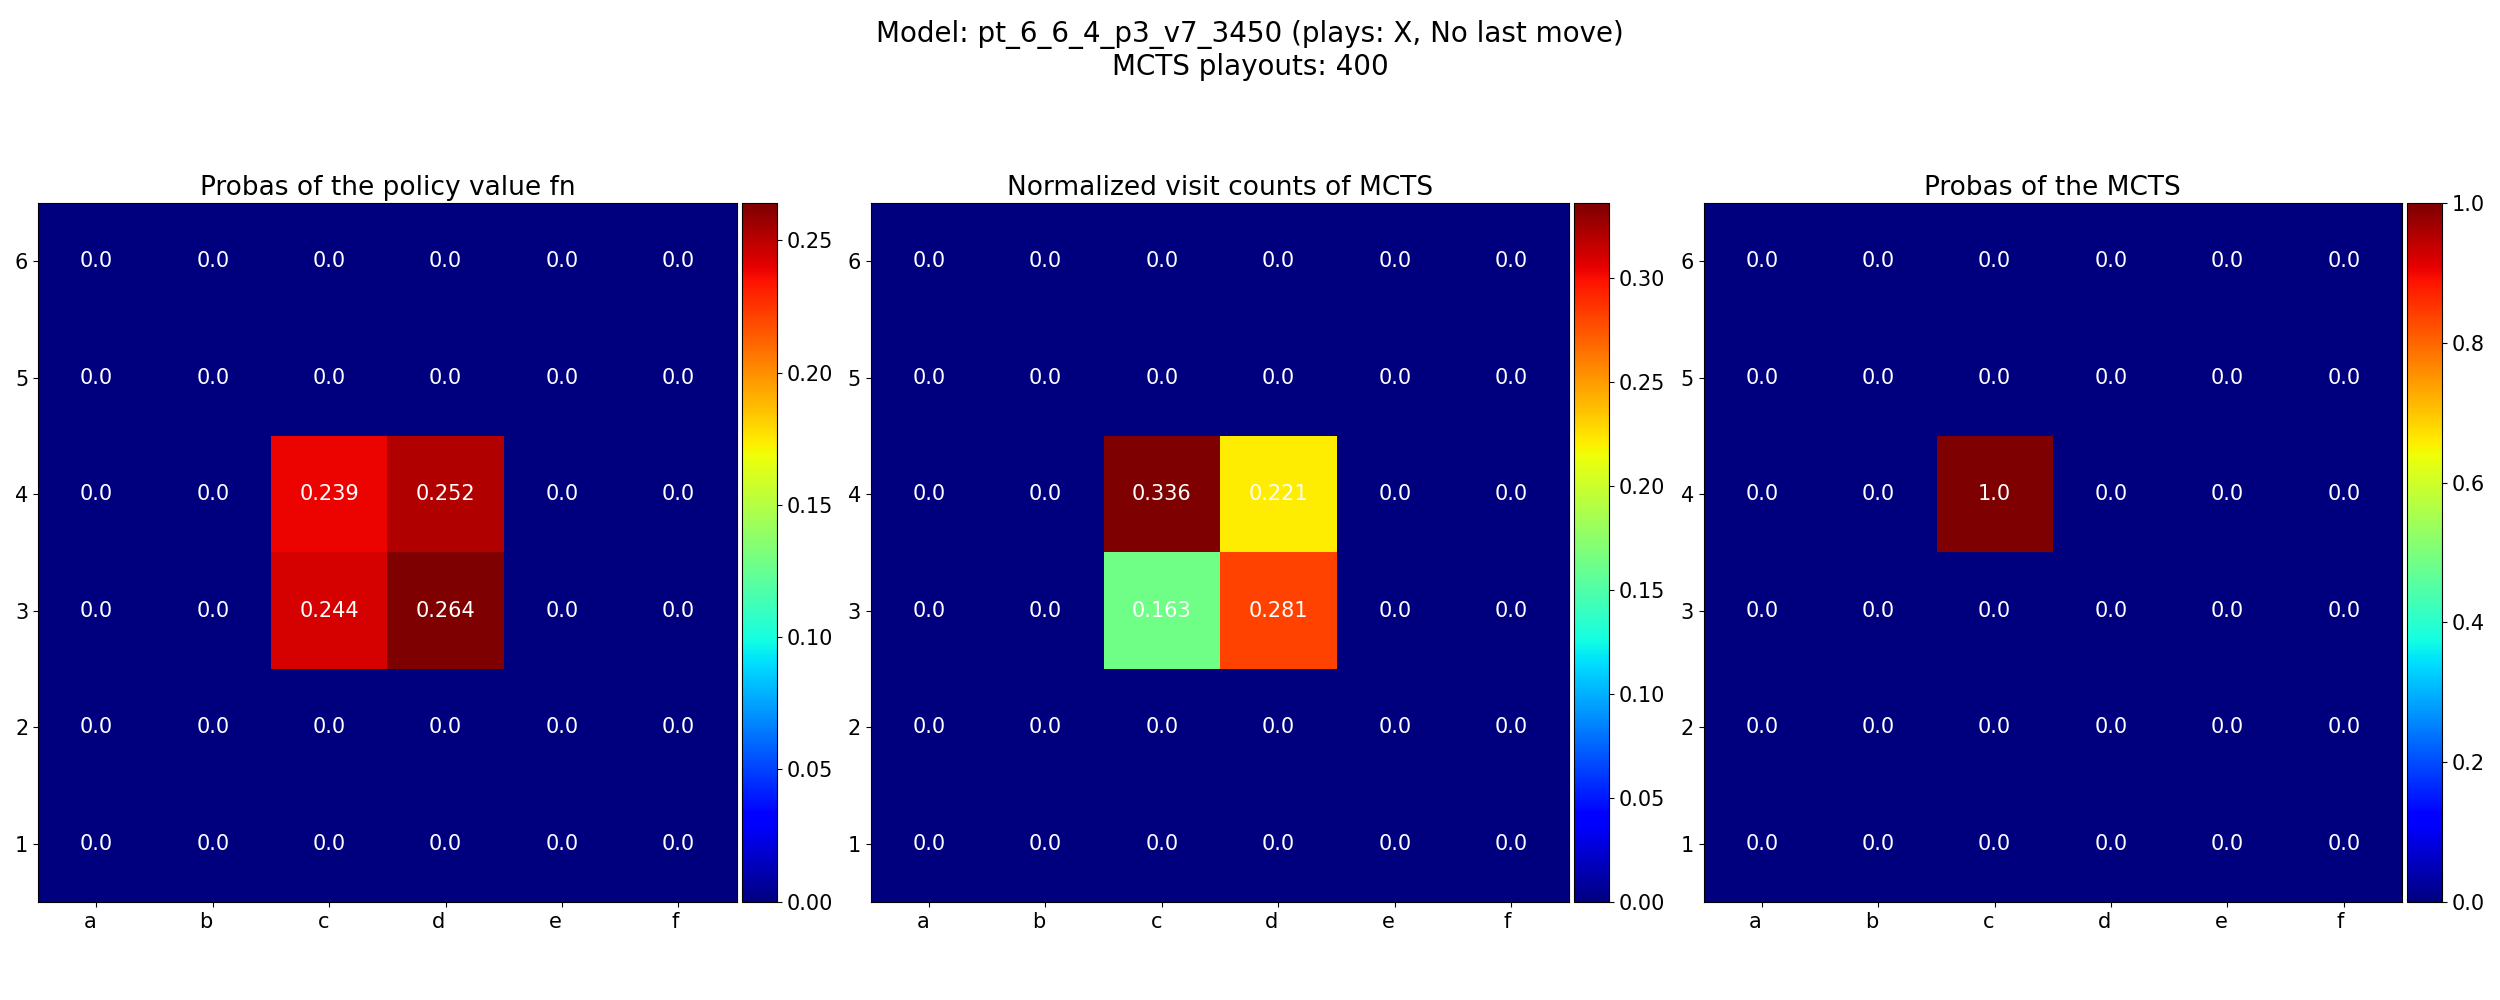 Model: pt_6_6_4_p3_v7_3450 (plays: X, No last move)
MCTS playouts: 400
Probas of the policy value fn
6 0.0 0.0 0.0 0.0 0.0 0.0
5 0.0 0.0 0.0 0.0 0.0 0.0
4 0.0 0.0 0.239 0.252 0.0 0.0
3 0.0 0.0 0.244 0.264 0.0 0.0
2 0.0 0.0 0.0 0.0 0.0 0.0
1 0.0 0.0 0.0 0.0 0.0 0.0
a b c d e f
0.25
0.20
0.15
0.10
0.05
0.00
Normalized visit counts of MCTS
6 0.0 0.0 0.0 0.0 0.0 0.0
5 0.0 0.0 0.0 0.0 0.0 0.0
4 0.0 0.0 0.336 0.221 0.0 0.0
3 0.0 0.0 0.163 0.281 0.0 0.0
2 0.0 0.0 0.0 0.0 0.0 0.0
1 0.0 0.0 0.0 0.0 0.0 0.0
a b c d e f
0.30
0.25
0.20
0.15
0.10
0.05
0.00
Probas of the MCTS
6 0.0 0.0 0.0 0.0 0.0 0.0
5 0.0 0.0 0.0 0.0 0.0 0.0
4 0.0 0.0 1.0 0.0 0.0 0.0
3 0.0 0.0 0.0 0.0 0.0 0.0
2 0.0 0.0 0.0 0.0 0.0 0.0
1 0.0 0.0 0.0 0.0 0.0 0.0
a b c d e f
1.0
0.8
0.6
0.4
0.2
0.0